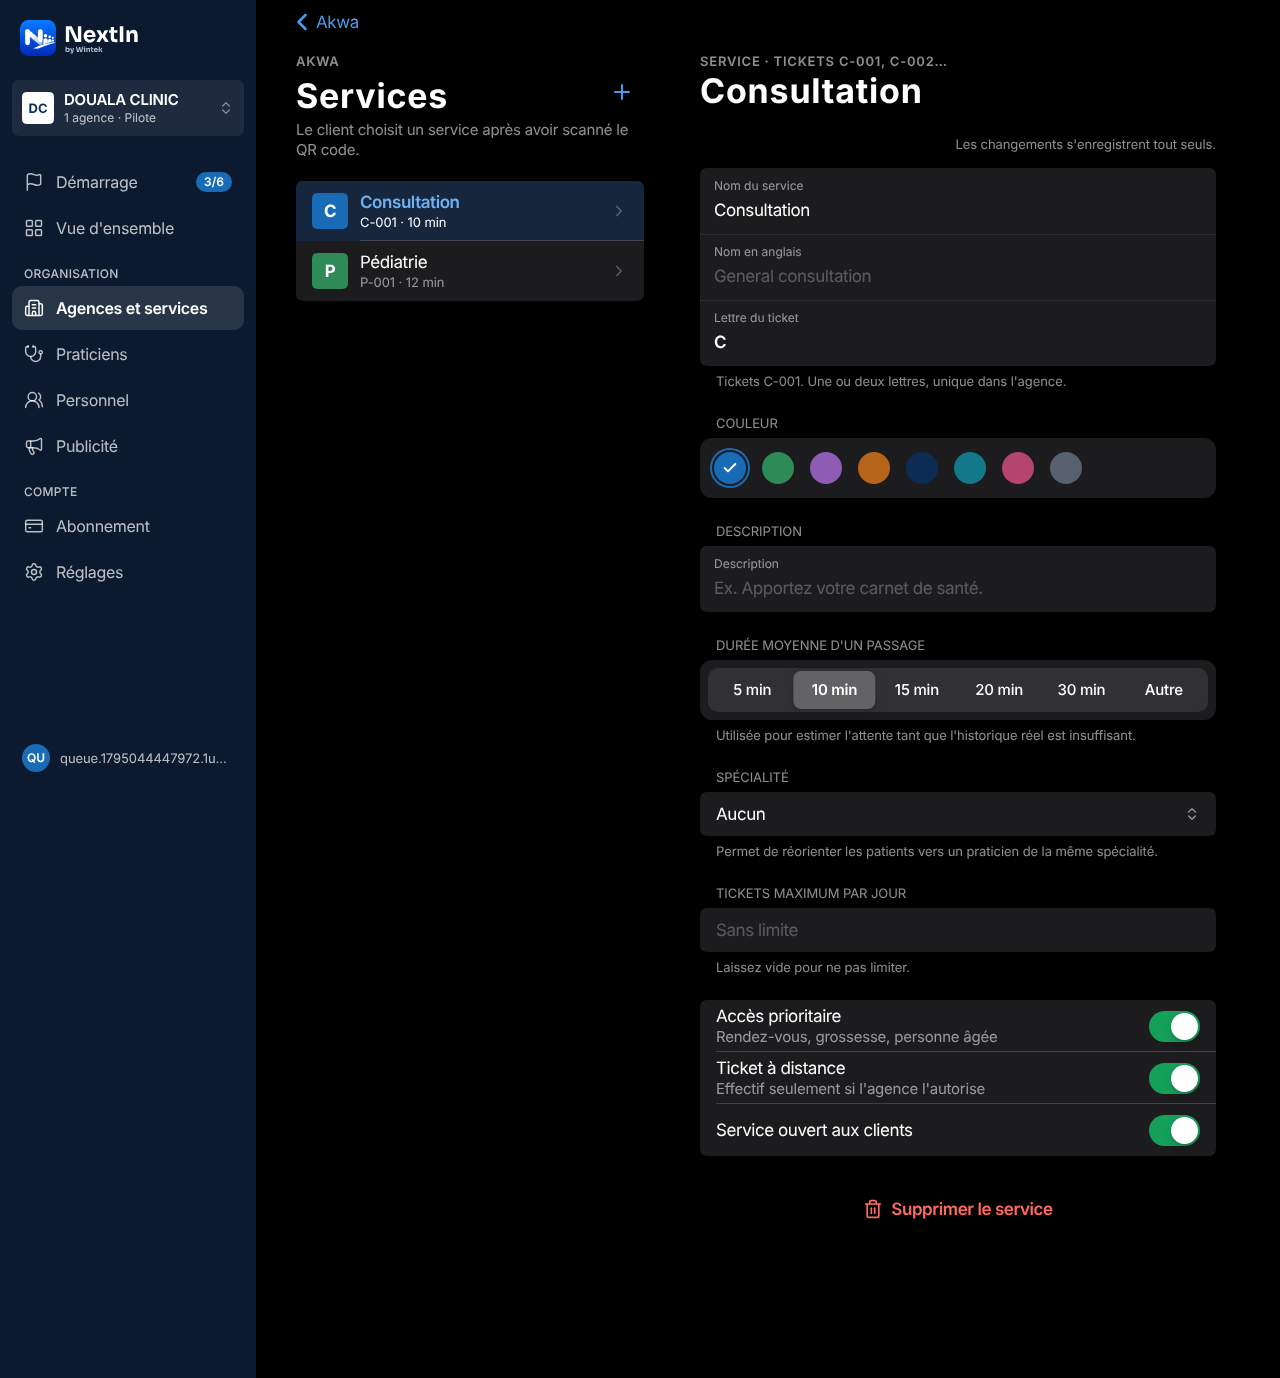 NextIn
by Wintek
DC
DOUALA CLINIC
1 agence · Pilote
Démarrage
3/6
Vue d'ensemble
ORGANISATION
Agences et services
Praticiens
Personnel
Publicité
COMPTE
Abonnement
Réglages
QU
queue.1795044447972.1u...
Akwa
AKWA
Services
Le client choisit un service après avoir scanné le
QR code.
C
Consultation
C-001 · 10 min
P
Pédiatrie
P-001 · 12 min
SERVICE · TICKETS C-001, C-002...
Consultation
Les changements s'enregistrent tout seuls.
Nom du service
Consultation
Nom en anglais
General consultation
Lettre du ticket
C
Tickets C-001. Une ou deux lettres, unique dans l'agence.
COULEUR
DESCRIPTION
Description
Ex. Apportez votre carnet de santé.
DURÉE MOYENNE D'UN PASSAGE
5 min
10 min
15 min
20 min
30 min
Autre
Utilisée pour estimer l'attente tant que l'historique réel est insuffisant.
SPÉCIALITÉ
Aucun
Permet de réorienter les patients vers un praticien de la même spécialité.
TICKETS MAXIMUM PAR JOUR
Sans limite
Laissez vide pour ne pas limiter.
Accès prioritaire
Rendez-vous, grossesse, personne âgée
Ticket à distance
Effectif seulement si l'agence l'autorise
Service ouvert aux clients
Supprimer le service